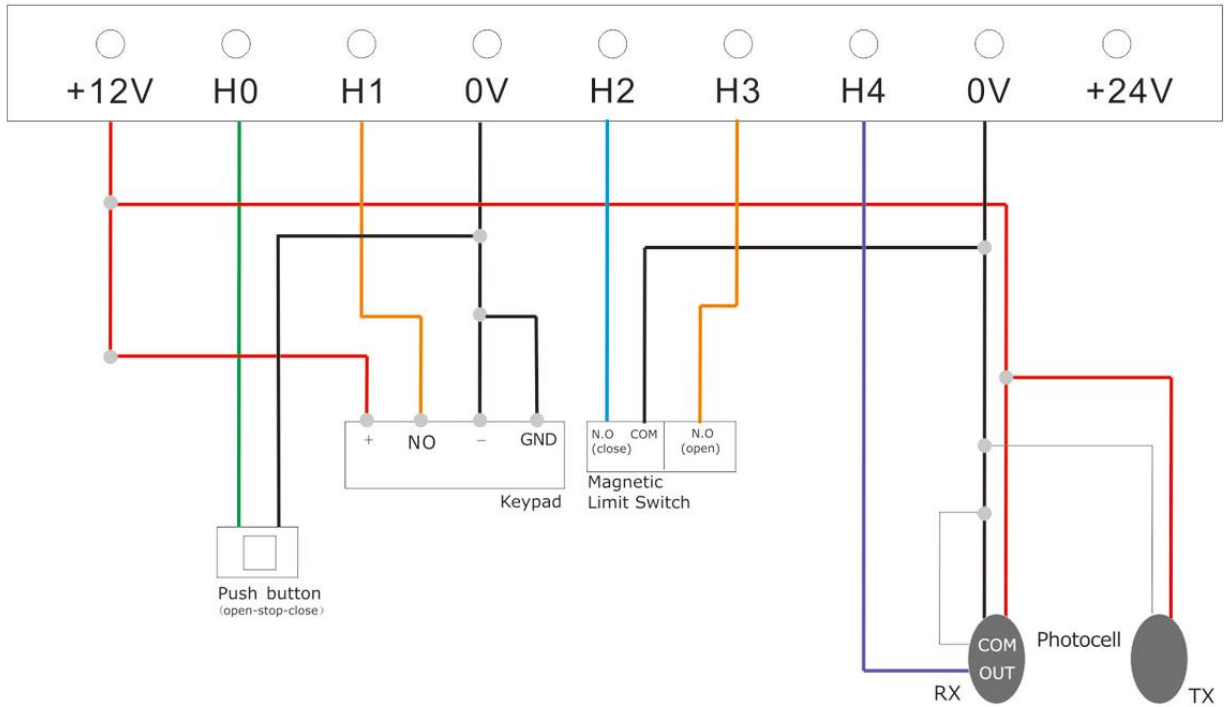 +12V H0 H1 0V H2 H3 H4 0V +24V
+ NO − GND
Keypad
N.O COM N.O
(close) (open)
Magnetic
Limit Switch
Push button
(open-stop-close)
Photocell
COM
OUT
RX
TX